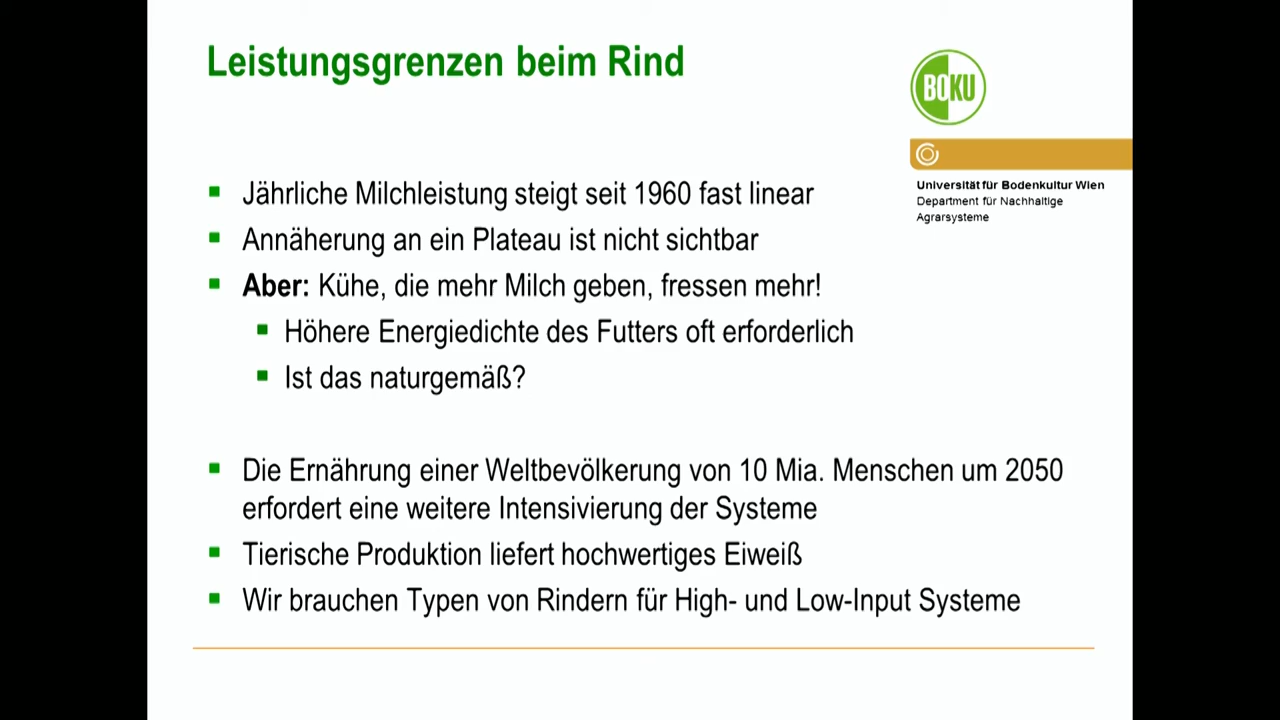 Leistungsgrenzen beim Rind
BOKU
Universität für Bodenkultur Wien
Department für Nachhaltige
Agrarsysteme
Jährliche Milchleistung steigt seit 1960 fast linear
Annäherung an ein Plateau ist nicht sichtbar
Aber: Kühe, die mehr Milch geben, fressen mehr!
Höhere Energiedichte des Futters oft erforderlich
Ist das naturgemäß?
Die Ernährung einer Weltbevölkerung von 10 Mia. Menschen um 2050
erfordert eine weitere Intensivierung der Systeme
Tierische Produktion liefert hochwertiges Eiweiß
Wir brauchen Typen von Rindern für High- und Low-Input Systeme